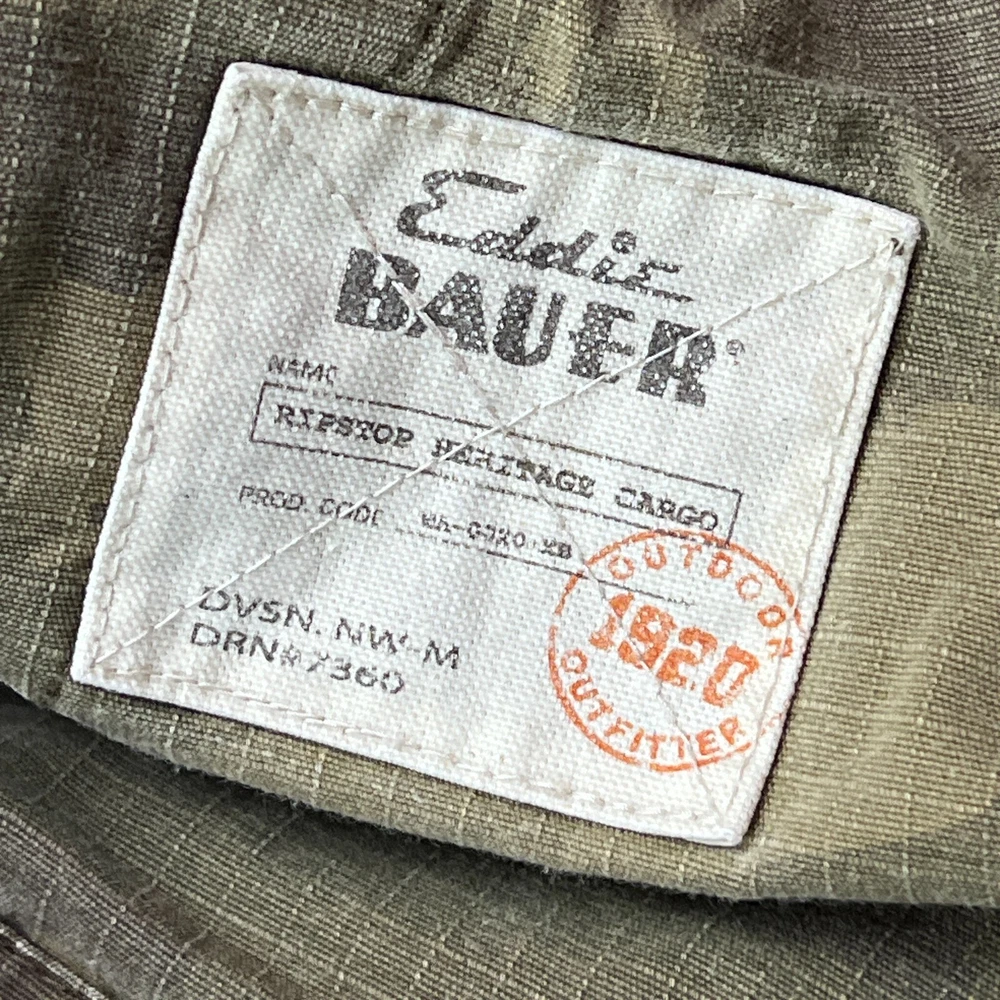 Eddie
BAUER®
NAME
RIPSTOP HERITAGE CARGO
PROD. CODE
DVSN. NW-M
DRN#7360
OUTDOOR
1920
OUTFITTER